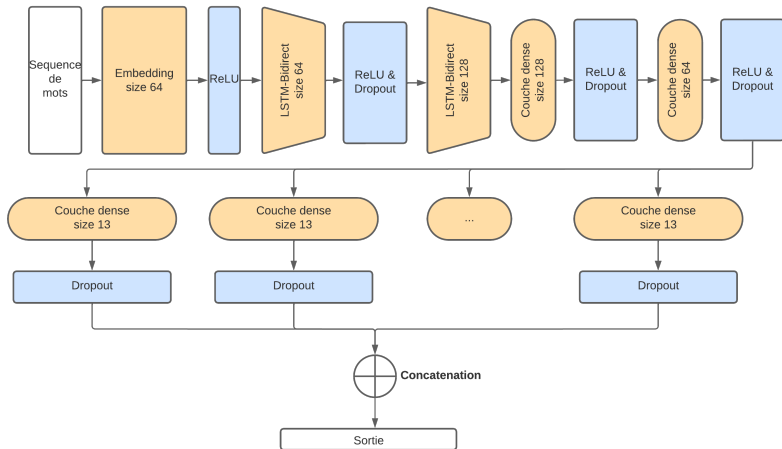 Sequence
de
mots
Embedding
size 64
ReLU
LSTM-Bidirect
size 64
ReLU &
Dropout
LSTM-Bidirect
size 128
Couche dense
size 128
ReLU &
Dropout
Couche dense
size 64
ReLU &
Dropout
Couche dense
size 13
Couche dense
size 13
...
Couche dense
size 13
Dropout
Dropout
Dropout
Concatenation
Sortie